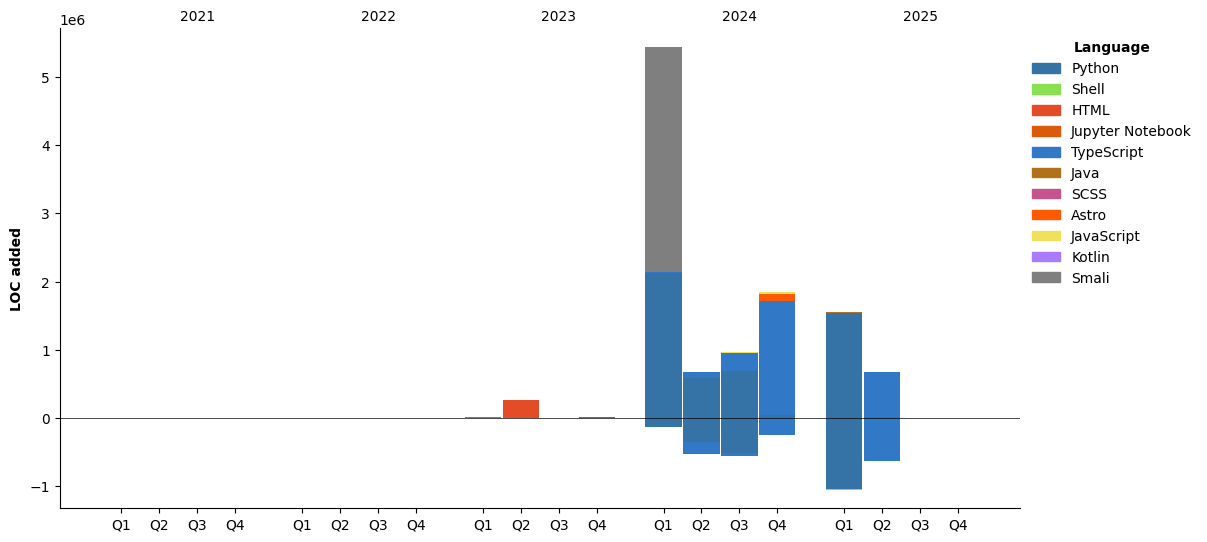 2021 2022 2023 2024 2025
1e6
5
4
3
2
1
0
−1
LOC added
Q1 Q2 Q3 Q4 Q1 Q2 Q3 Q4 Q1 Q2 Q3 Q4 Q1 Q2 Q3 Q4 Q1 Q2 Q3 Q4
Language
Python
Shell
HTML
Jupyter Notebook
TypeScript
Java
SCSS
Astro
JavaScript
Kotlin
Smali